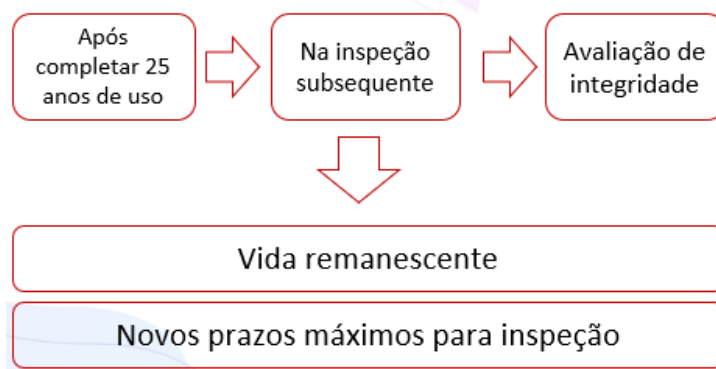 Após
completar 25
anos de uso
Na inspeção
subsequente
Avaliação de
integridade
Vida remanescente
Novos prazos máximos para inspeção